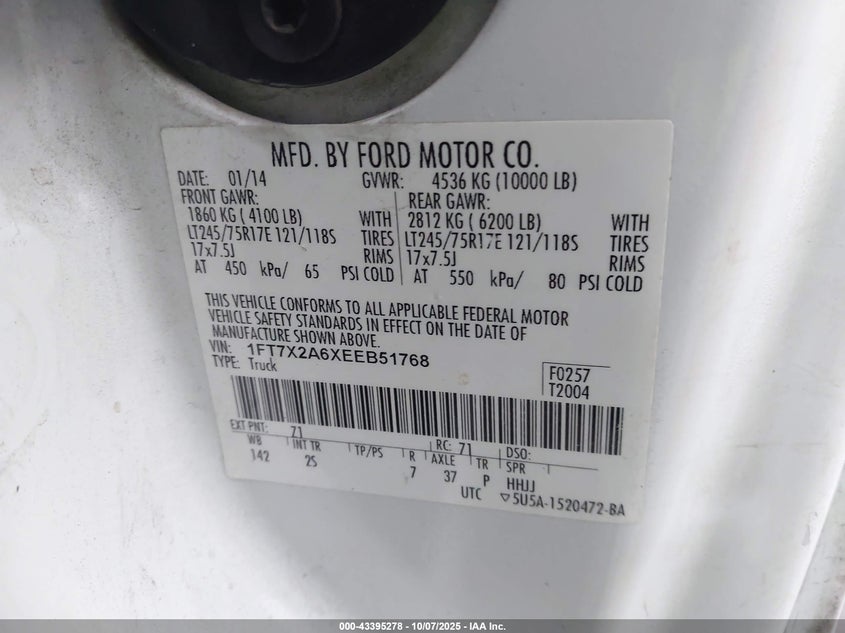 MFD. BY FORD MOTOR CO.
DATE: 01/14 GVWR: 4536 KG (10000 LB)
FRONT GAWR: REAR GAWR:
1860 KG ( 4100 LB) WITH 2812 KG ( 6200 LB) WITH
LT245/75R17E 121/118S TIRES LT245/75R17E 121/118S TIRES
17x7.5J RIMS 17x7.5J RIMS
AT 450 kPa/ 65 PSI COLD AT 550 kPa/ 80 PSI COLD
THIS VEHICLE CONFORMS TO ALL APPLICABLE FEDERAL MOTOR
VEHICLE SAFETY STANDARDS IN EFFECT ON THE DATE OF
MANUFACTURE SHOWN ABOVE.
VIN: 1FT7X2A6XEEB51768
TYPE: Truck
F0257
T2004
EXT PNT: 71 RC: 71 DSO:
WB INT TR TP/PS R AXLE TR SPR
142 2S 7 37 P HHJJ
UTC ▽5U5A-1520472-BA
000-43395278 - 10/07/2025 - IAA Inc.